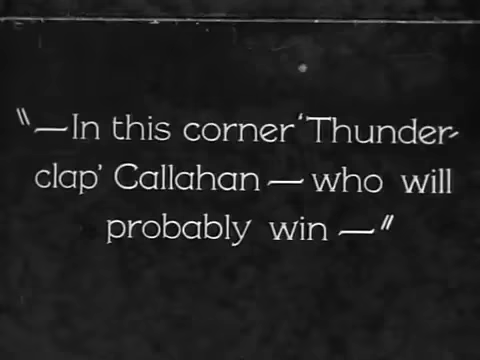 "—In this corner 'Thunder-
clap' Callahan — who will
probably win —"